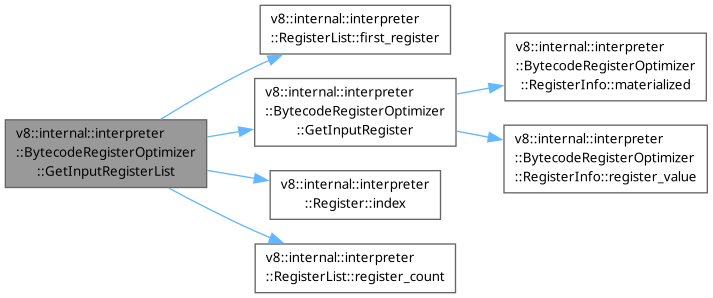 v8::internal::interpreter
::BytecodeRegisterOptimizer
::GetInputRegisterList
v8::internal::interpreter
::RegisterList::first_register
v8::internal::interpreter
::BytecodeRegisterOptimizer
::GetInputRegister
v8::internal::interpreter
::BytecodeRegisterOptimizer
::RegisterInfo::materialized
v8::internal::interpreter
::BytecodeRegisterOptimizer
::RegisterInfo::register_value
v8::internal::interpreter
::Register::index
v8::internal::interpreter
::RegisterList::register_count